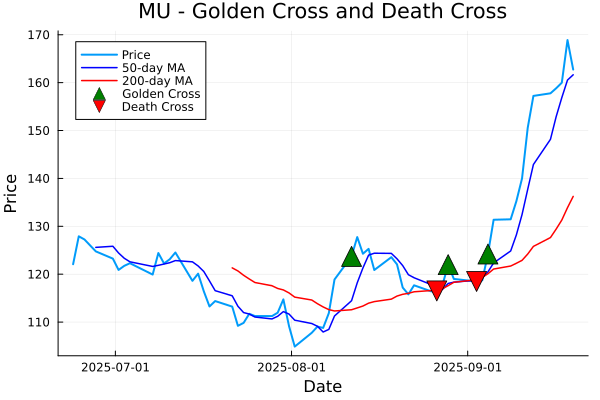 MU - Golden Cross and Death Cross
170
160
150
140
130
120
110
Price
Price
50-day MA
200-day MA
Golden Cross
Death Cross
2025-07-01
2025-08-01
2025-09-01
Date